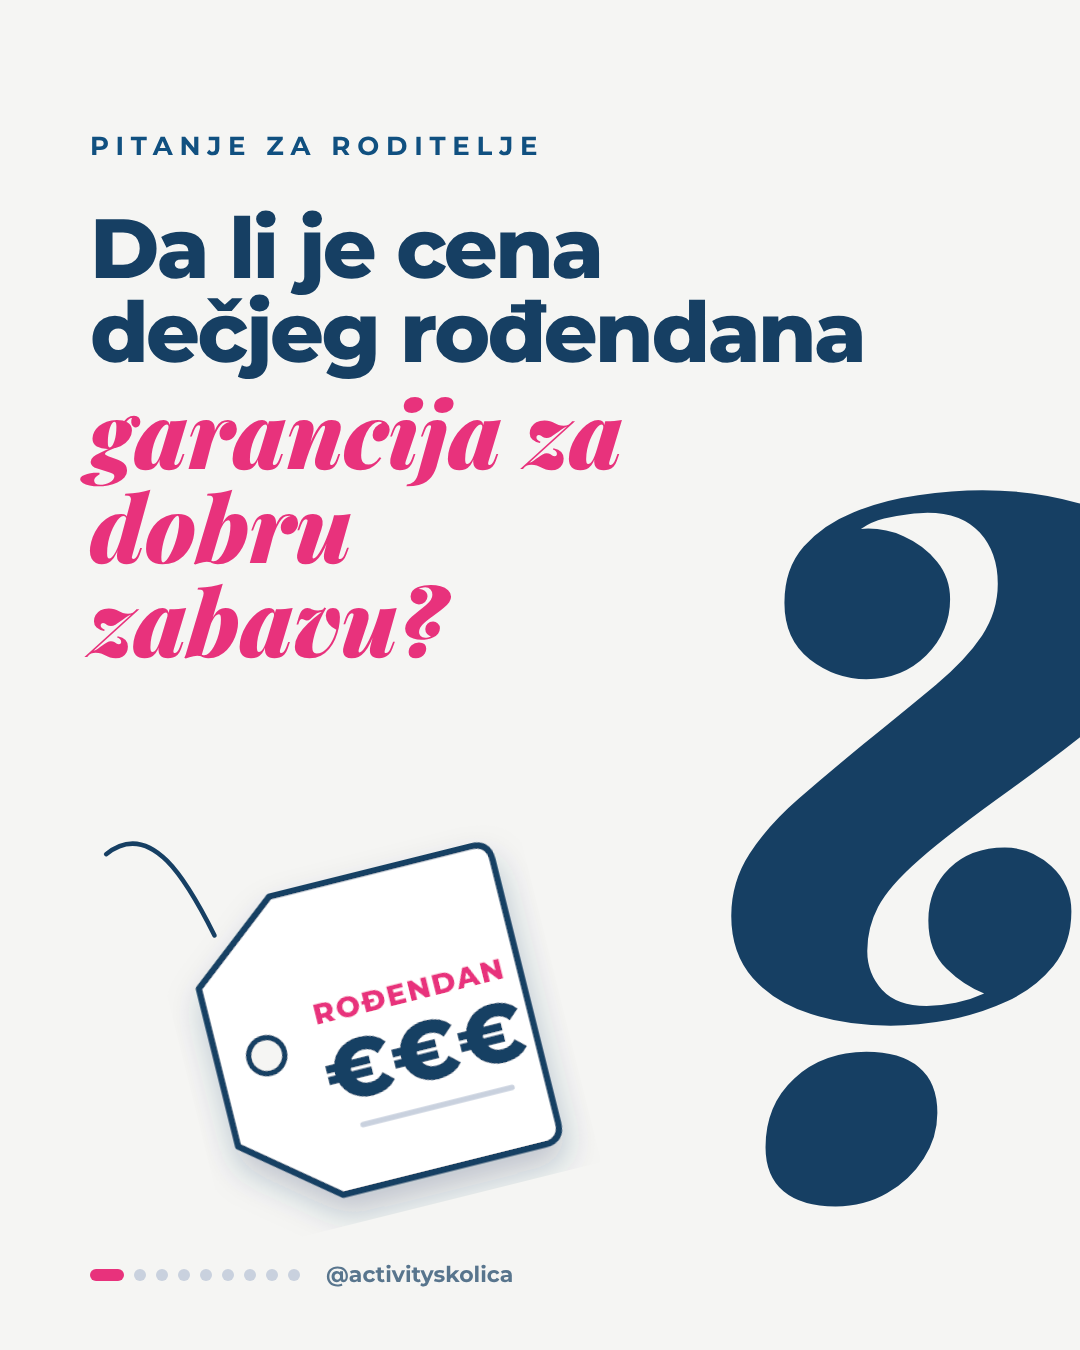 PITANJE ZA RODITELJE
Da li je cena
dečjeg rođendana
garancija za
dobru
zabavu?
?
ROĐENDAN
€€€
@activityskolica